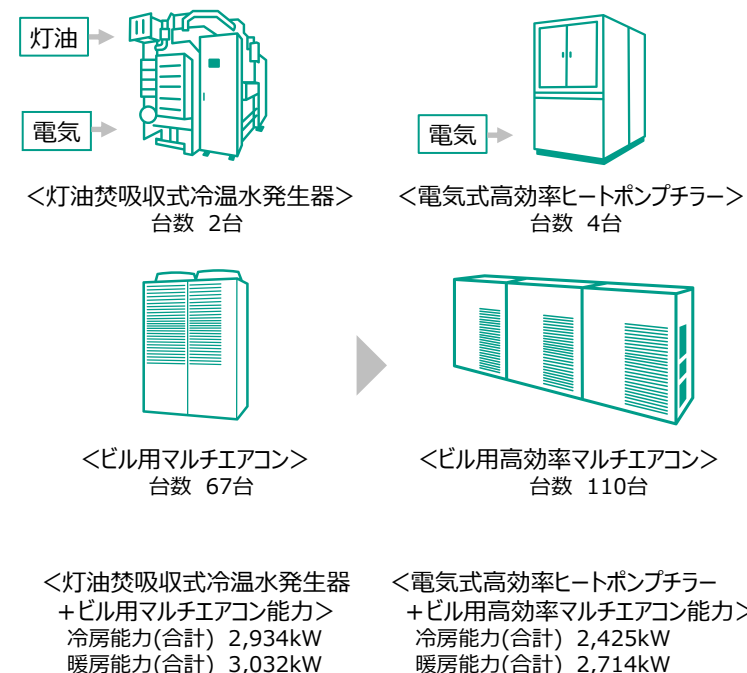 灯油
電気
電気
＜灯油焚吸収式冷温水発生器＞
台数 2台
＜電気式高効率ヒートポンプチラー＞
台数 4台
＜ビル用マルチエアコン＞
台数 67台
＜ビル用高効率マルチエアコン＞
台数 110台
＜灯油焚吸収式冷温水発生器
＋ビル用マルチエアコン能力＞
冷房能力(合計) 2,934kW
暖房能力(合計) 3,032kW
＜電気式高効率ヒートポンプチラー
＋ビル用高効率マルチエアコン能力＞
冷房能力(合計) 2,425kW
暖房能力(合計) 2,714kW